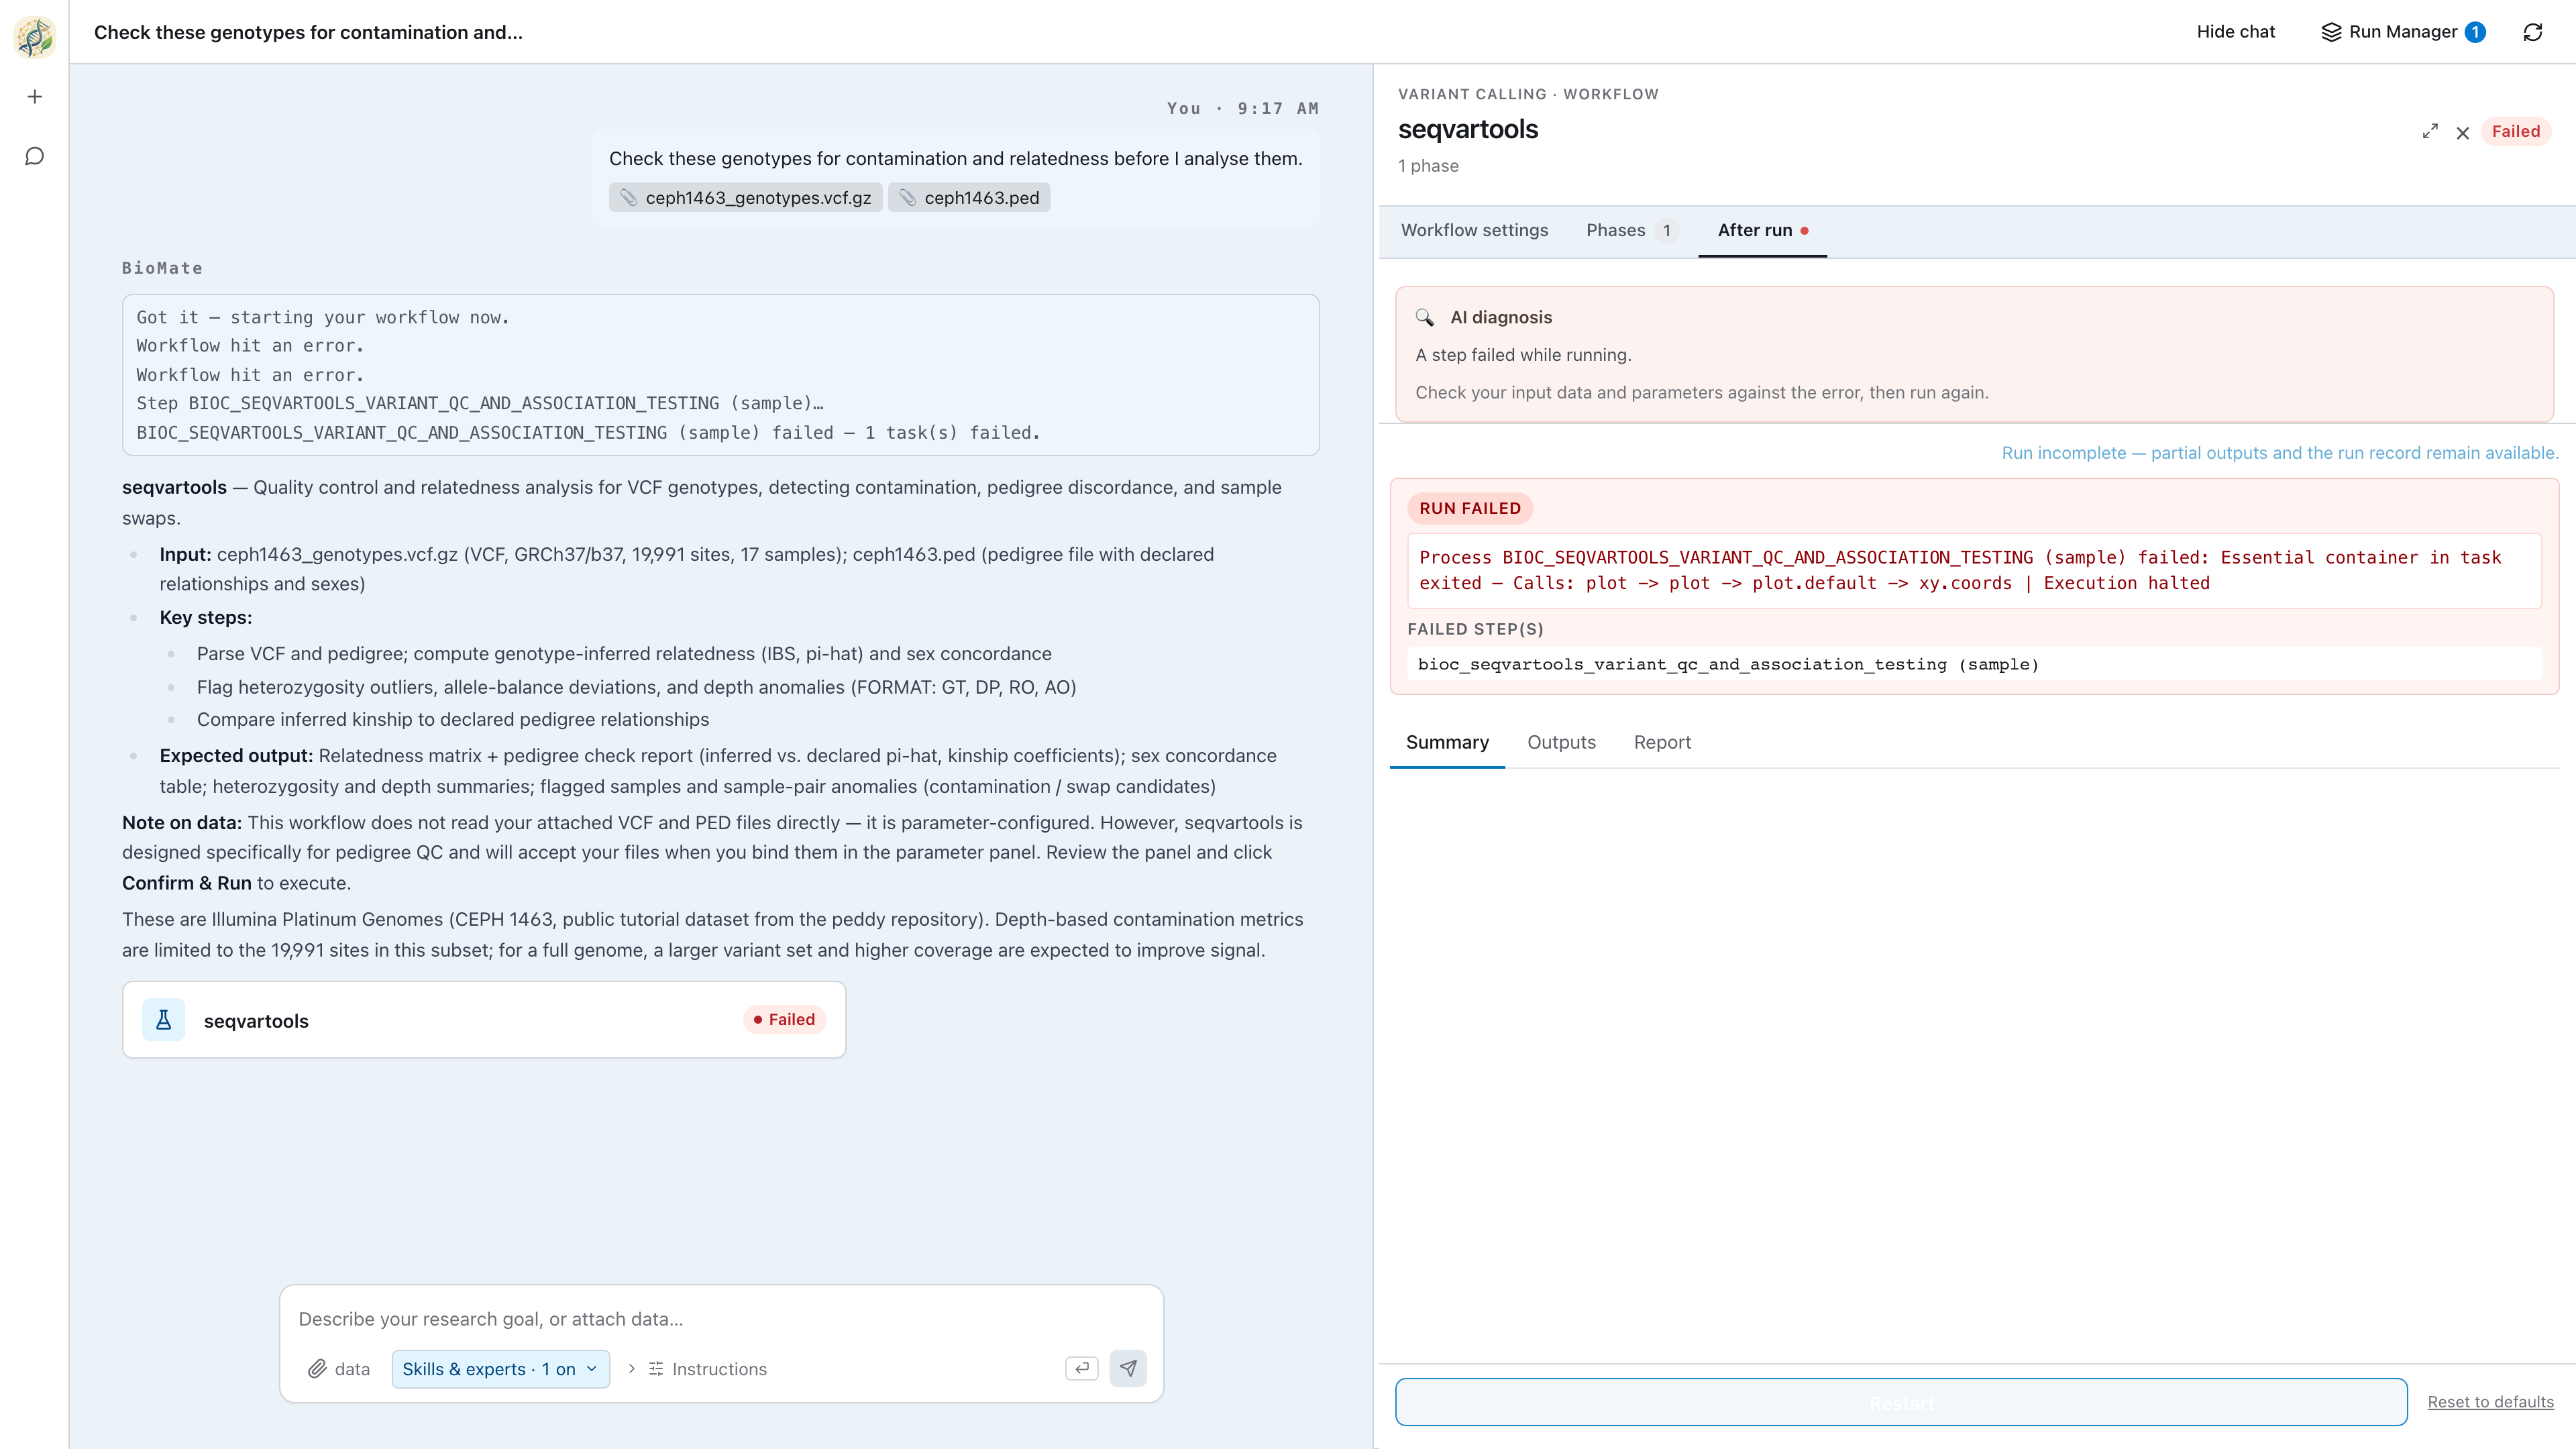 Check these genotypes for contamination and...
Hide chat
Run Manager 1
You · 9:17 AM
Check these genotypes for contamination and relatedness before I analyse them.
ceph1463_genotypes.vcf.gz ceph1463.ped
BioMate
Got it — starting your workflow now.
Workflow hit an error.
Workflow hit an error.
Step BIOC_SEQVARTOOLS_VARIANT_QC_AND_ASSOCIATION_TESTING (sample)…
BIOC_SEQVARTOOLS_VARIANT_QC_AND_ASSOCIATION_TESTING (sample) failed — 1 task(s) failed.
seqvartools — Quality control and relatedness analysis for VCF genotypes, detecting contamination, pedigree discordance, and sample
swaps.
Input: ceph1463_genotypes.vcf.gz (VCF, GRCh37/b37, 19,991 sites, 17 samples); ceph1463.ped (pedigree file with declared
relationships and sexes)
Key steps:
Parse VCF and pedigree; compute genotype-inferred relatedness (IBS, pi-hat) and sex concordance
Flag heterozygosity outliers, allele-balance deviations, and depth anomalies (FORMAT: GT, DP, RO, AO)
Compare inferred kinship to declared pedigree relationships
Expected output: Relatedness matrix + pedigree check report (inferred vs. declared pi-hat, kinship coefficients); sex concordance
table; heterozygosity and depth summaries; flagged samples and sample-pair anomalies (contamination / swap candidates)
Note on data: This workflow does not read your attached VCF and PED files directly — it is parameter-configured. However, seqvartools is
designed specifically for pedigree QC and will accept your files when you bind them in the parameter panel. Review the panel and click
Confirm & Run to execute.
These are Illumina Platinum Genomes (CEPH 1463, public tutorial dataset from the peddy repository). Depth-based contamination metrics
are limited to the 19,991 sites in this subset; for a full genome, a larger variant set and higher coverage are expected to improve signal.
seqvartools
Failed
Describe your research goal, or attach data...
data
Skills & experts · 1 on
Instructions
VARIANT CALLING · WORKFLOW
seqvartools
Failed
1 phase
Workflow settings
Phases 1
After run
AI diagnosis
A step failed while running.
Check your input data and parameters against the error, then run again.
Run incomplete — partial outputs and the run record remain available.
RUN FAILED
Process BIOC_SEQVARTOOLS_VARIANT_QC_AND_ASSOCIATION_TESTING (sample) failed: Essential container in task
exited — Calls: plot -> plot -> plot.default -> xy.coords | Execution halted
FAILED STEP(S)
bioc_seqvartools_variant_qc_and_association_testing (sample)
Summary
Outputs
Report
Restart
Reset to defaults